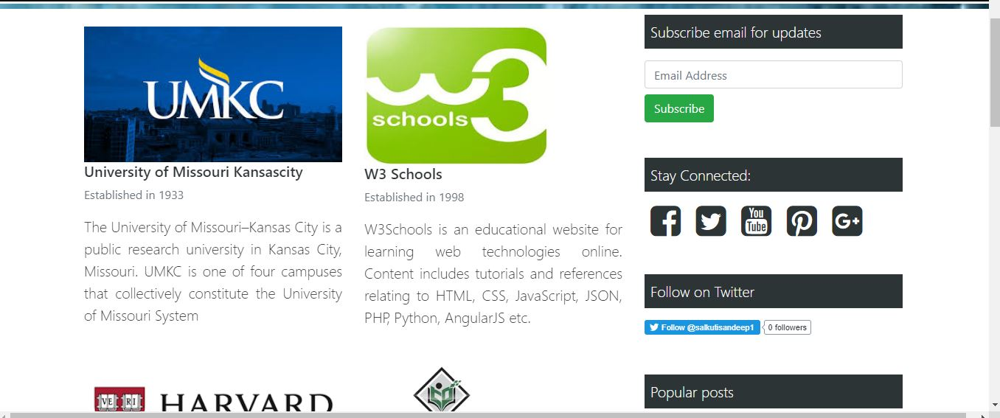 UMKC
University of Missouri Kansascity
Established in 1933
The University of Missouri–Kansas City is a
public research university in Kansas City,
Missouri. UMKC is one of four campuses
that collectively constitute the University
of Missouri System
W3
schools
W3 Schools
Established in 1998
W3Schools is an educational website for
learning web technologies online.
Content includes tutorials and references
relating to HTML, CSS, JavaScript, JSON,
PHP, Python, AngularJS etc.
VE RI
HARVARD
Subscribe email for updates
Email Address
Subscribe
Stay Connected:
You
Tube
G+
Follow on Twitter
Follow @salkutisandeep1 0 followers
Popular posts